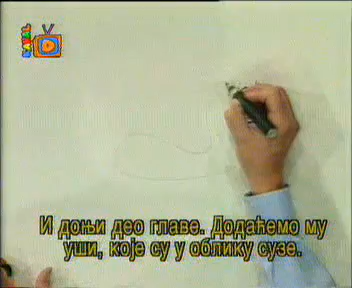 И доњи део главе. Додаћемо му
уши, које су у облику сузе.